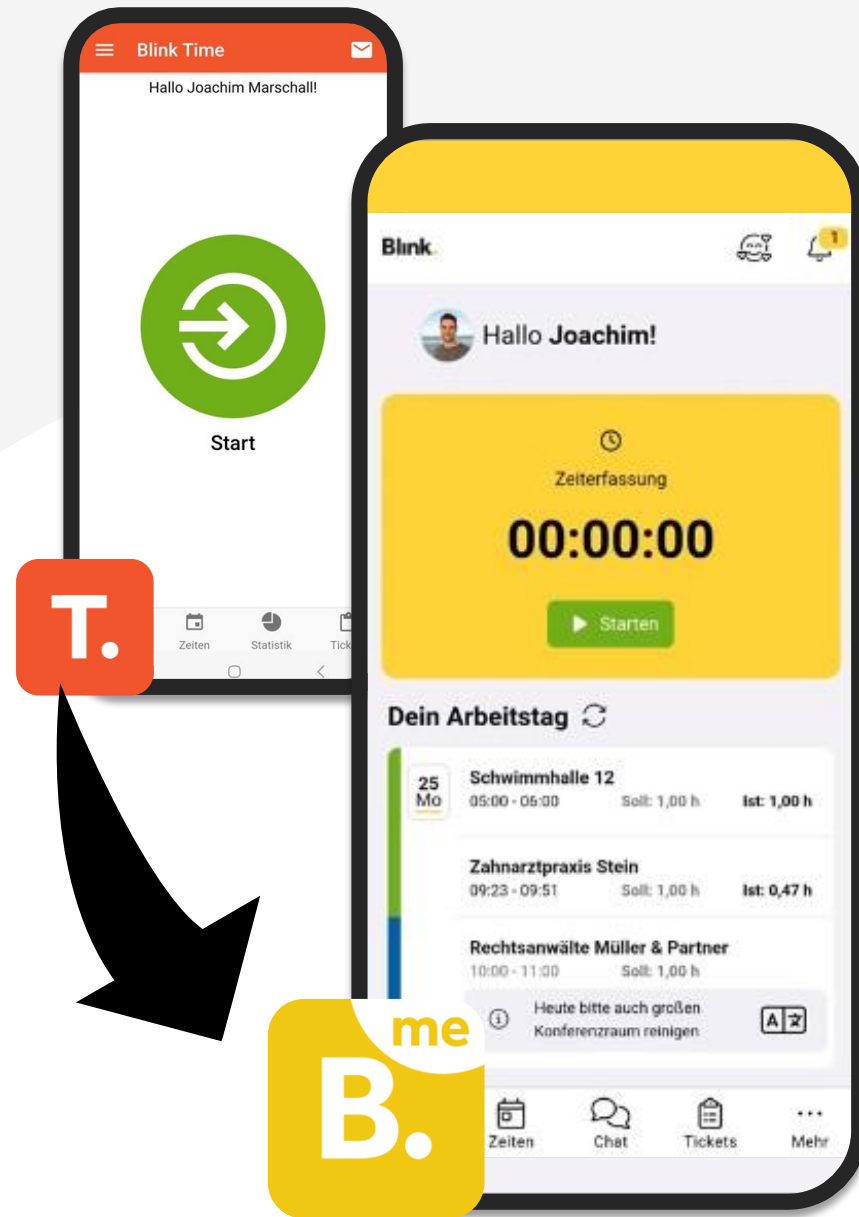 Blink Time
Hallo Joachim Marschall!
Start
T.
Zeiten
Statistik
Blink.
1
Hallo Joachim!
Zeiterfassung
00:00:00
Starten
Dein Arbeitstag
25
Mo
Schwimmhalle 12
05:00 - 06:00 Soll: 1,00 h Ist: 1,00 h
Zahnarztpraxis Stein
09:23 - 09:51 Soll: 1,00 h Ist: 0,47 h
Rechtsanwälte Müller & Partner
10:00 - 11:00 Soll: 1,00 h
Heute bitte auch großen
Konferenzraum reinigen
A 文
me
B.
Zeiten
Chat
Tickets
Mehr